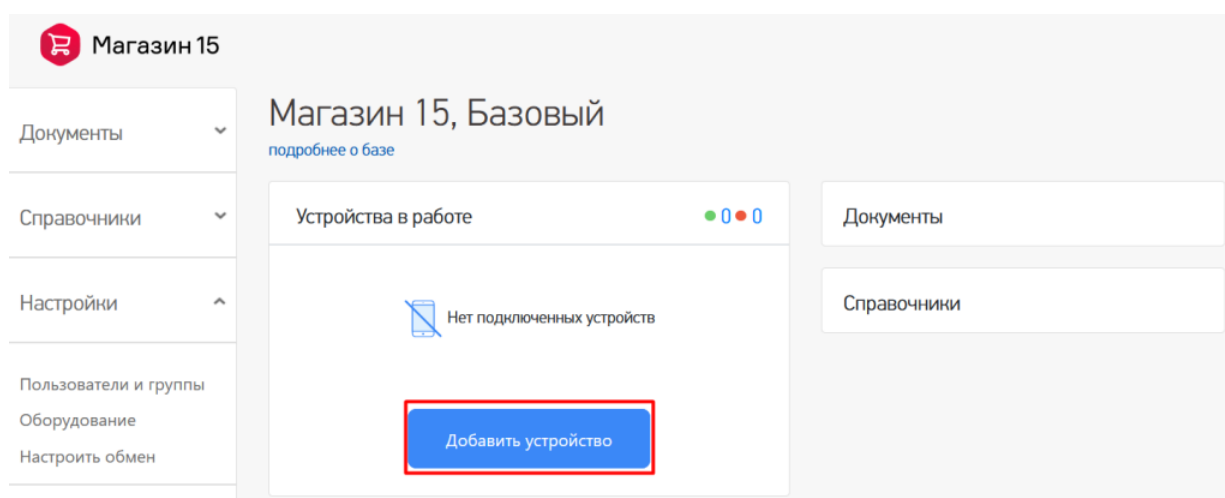 Магазин 15
Документы
Справочники
Настройки
Пользователи и группы
Оборудование
Настроить обмен
Магазин 15, Базовый
подробнее о базе
Устройства в работе 0 0
Нет подключенных устройств
Добавить устройство
Документы
Справочники